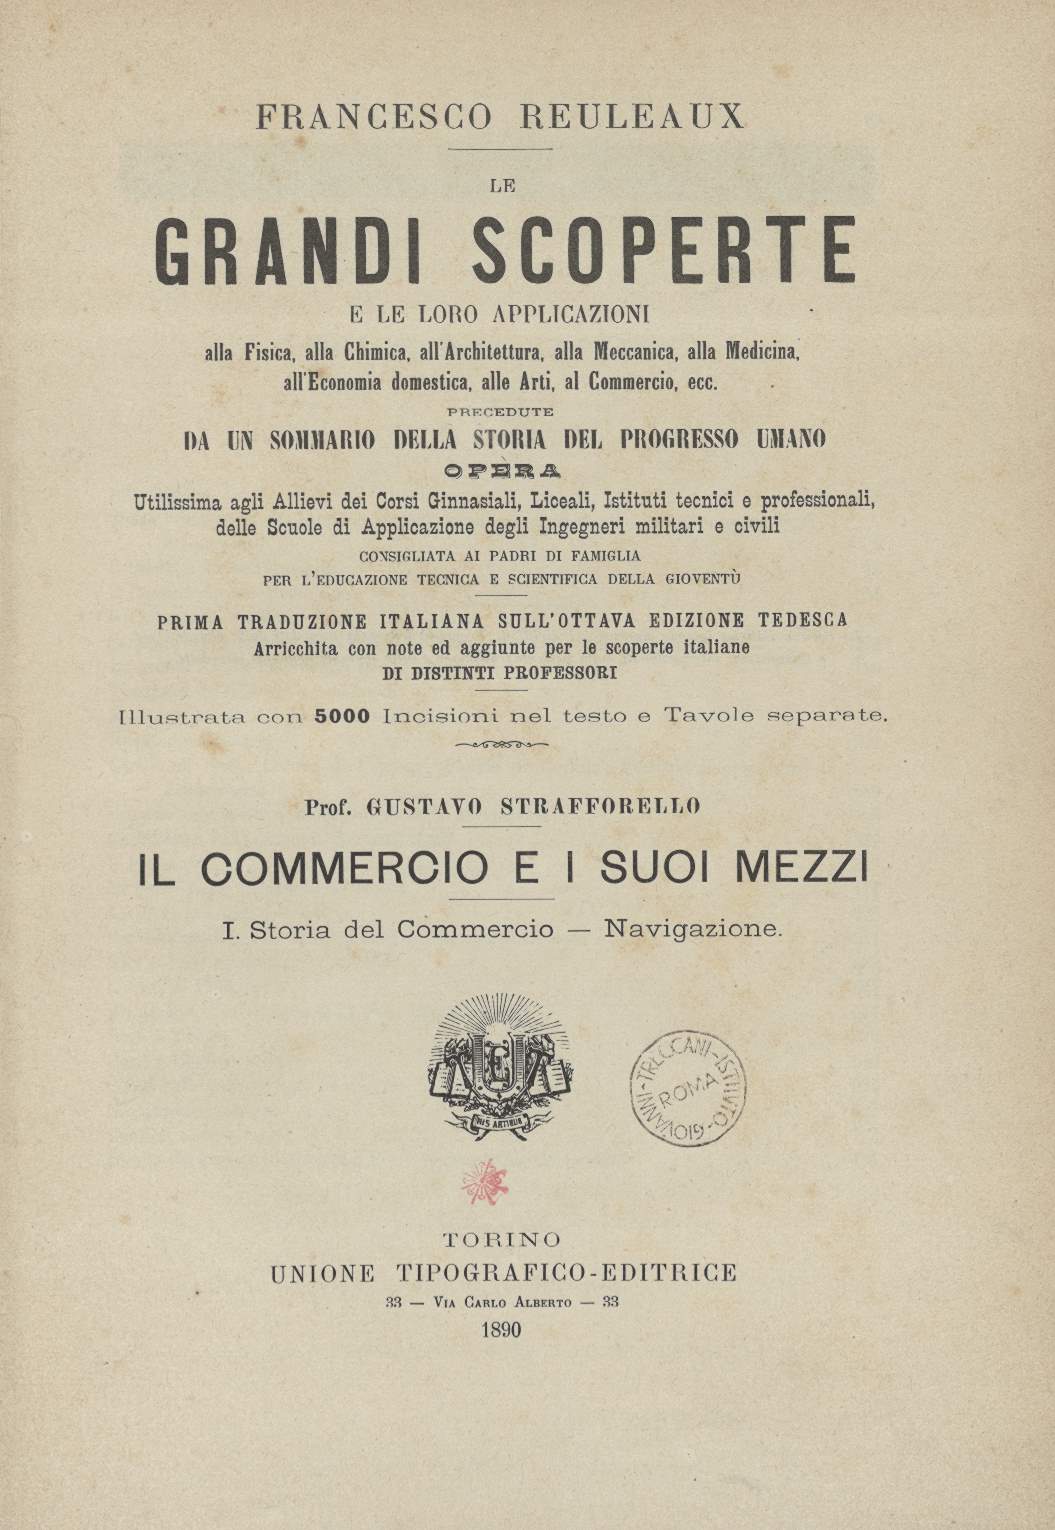 FRANCESCO REULEAUX
LE
GRANDI SCOPERTE
E LE LORO APPLICAZIONI
alla Fisica, alla Chimica, all'Architettura, alla Meccanica, alla Medicina,
all'Economia domestica, alle Arti, al Commercio, ecc.
PRECEDUTE
DA UN SOMMARIO DELLA STORIA DEL PROGRESSO UMANO
OPERA
Utilissima agli Allievi dei Corsi Ginnasiali, Liceali, Istituti tecnici e professionali,
delle Scuole di Applicazione degli Ingegneri militari e civili
CONSIGLIATA AI PADRI DI FAMIGLIA
PER L'EDUCAZIONE TECNICA E SCIENTIFICA DELLA GIOVENTÙ
PRIMA TRADUZIONE ITALIANA SULL'OTTAVA EDIZIONE TEDESCA
Arricchita con note ed aggiunte per le scoperte italiane
DI DISTINTI PROFESSORI
Illustrata con 5000 Incisioni nel testo e Tavole separate.
Prof. GUSTAVO STRAFFORELLO
IL COMMERCIO E I SUOI MEZZI
I. Storia del Commercio — Navigazione.
UTE
HIS ARTIBUS
ISTITVTO - GIOVANNI - TRECCANI -
ROMA
TORINO
UNIONE TIPOGRAFICO-EDITRICE
33 — VIA CARLO ALBERTO — 33
1890